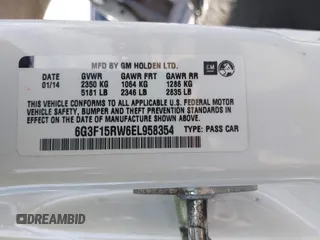 MFD BY GM HOLDEN LTD.
DATE GVWR GAWR FRT GAWR RR
01/14 2350 KG 1064 KG 1286 KG
5181 LB 2346 LB 2835 LB
GM
THIS VEHICLE CONFORMS TO ALL APPLICABLE U.S. FEDERAL MOTOR
VEHICLE SAFETY, BUMPER, AND THEFT PREVENTION STANDARDS
IN EFFECT ON THE DATE OF MANUFACTURE SHOWN ABOVE.
6G3F15RW6EL958354 TYPE: PASS CAR
DREAMBID